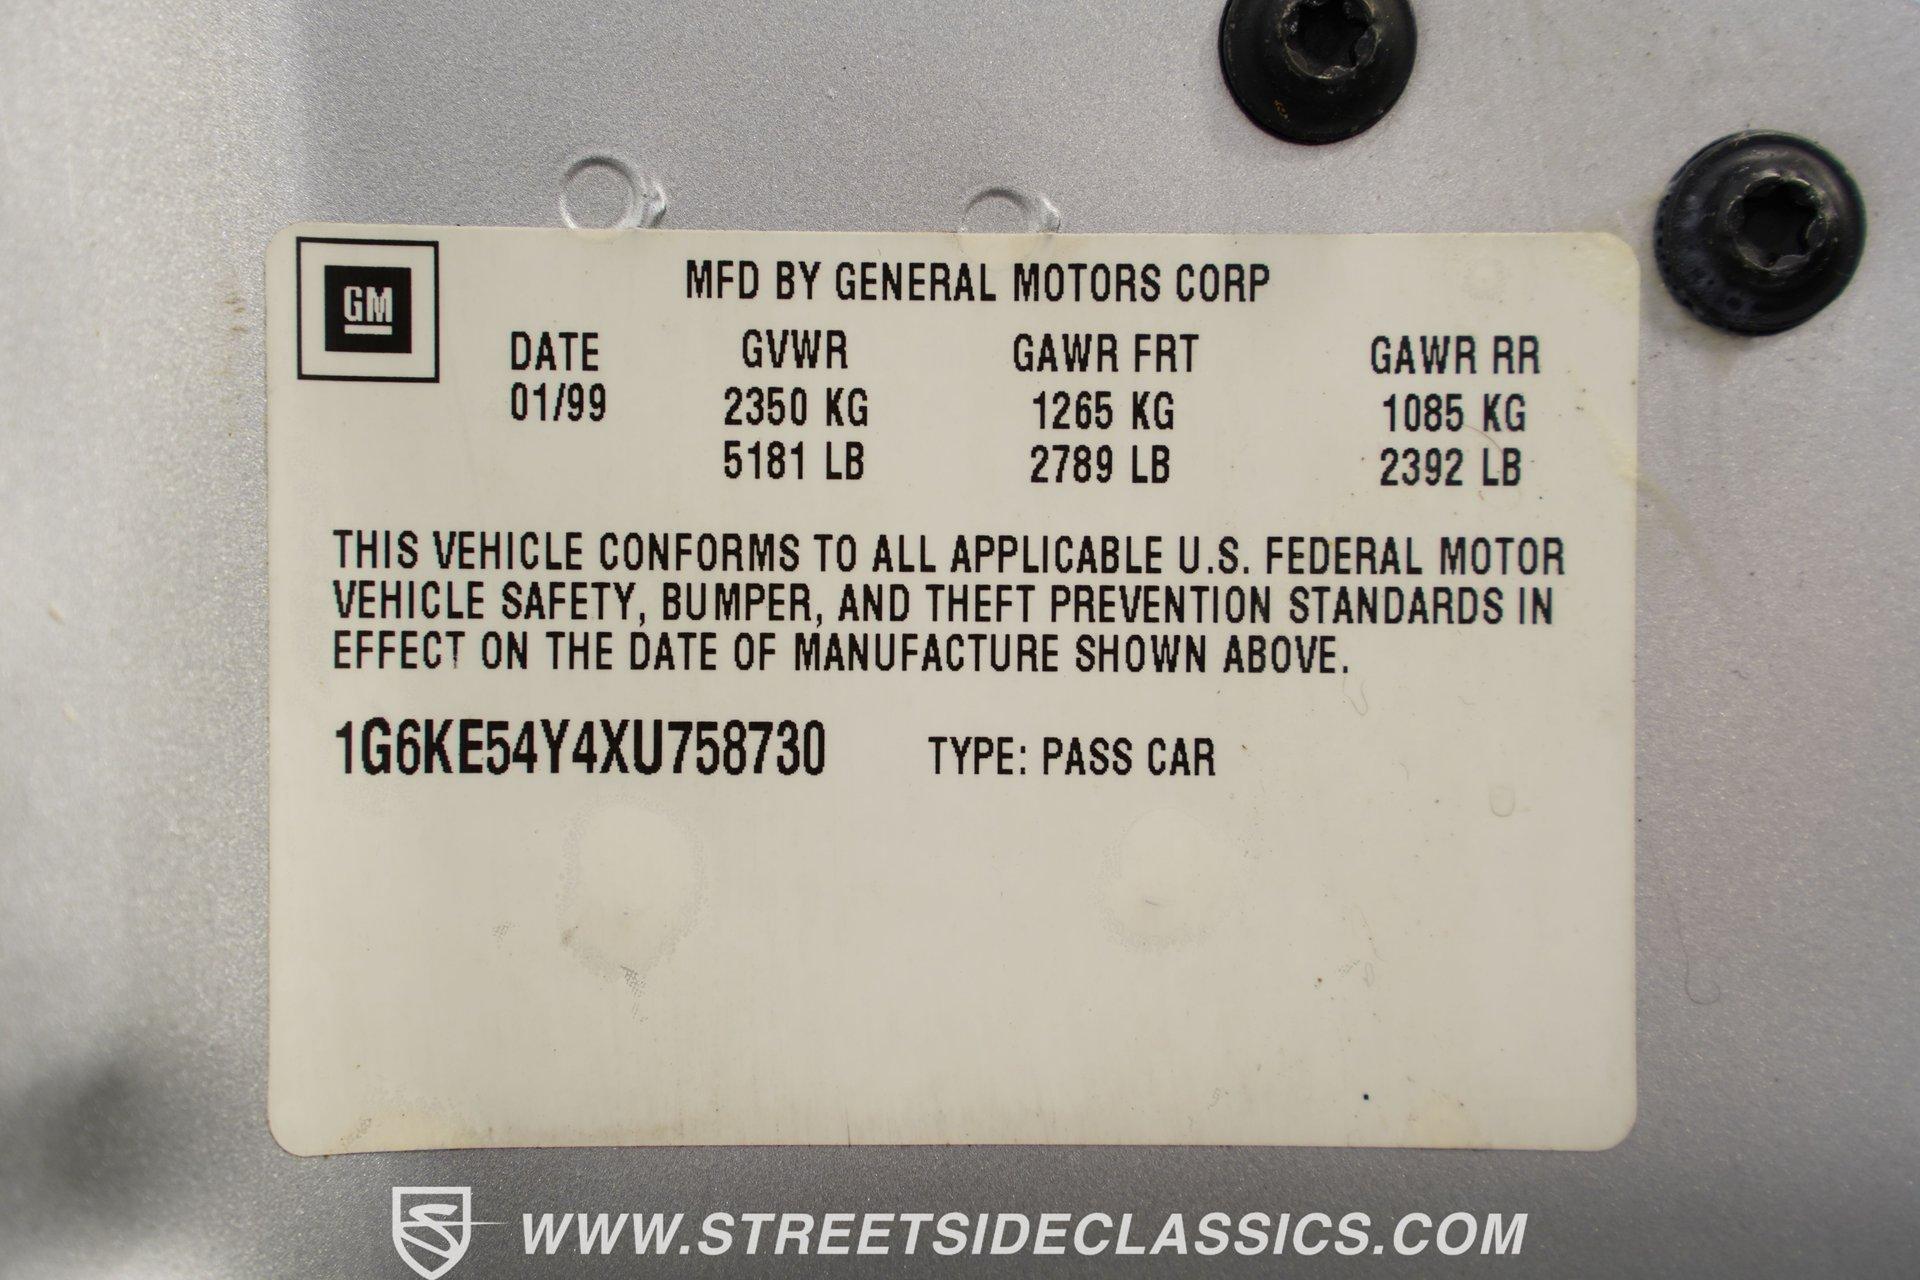 GM
MFD BY GENERAL MOTORS CORP
DATE GVWR GAWR FRT GAWR RR
01/99 2350 KG 1265 KG 1085 KG
5181 LB 2789 LB 2392 LB
THIS VEHICLE CONFORMS TO ALL APPLICABLE U.S. FEDERAL MOTOR
VEHICLE SAFETY, BUMPER, AND THEFT PREVENTION STANDARDS IN
EFFECT ON THE DATE OF MANUFACTURE SHOWN ABOVE.
1G6KE54Y4XU758730 TYPE: PASS CAR
WWW.STREETSIDECLASSICS.COM